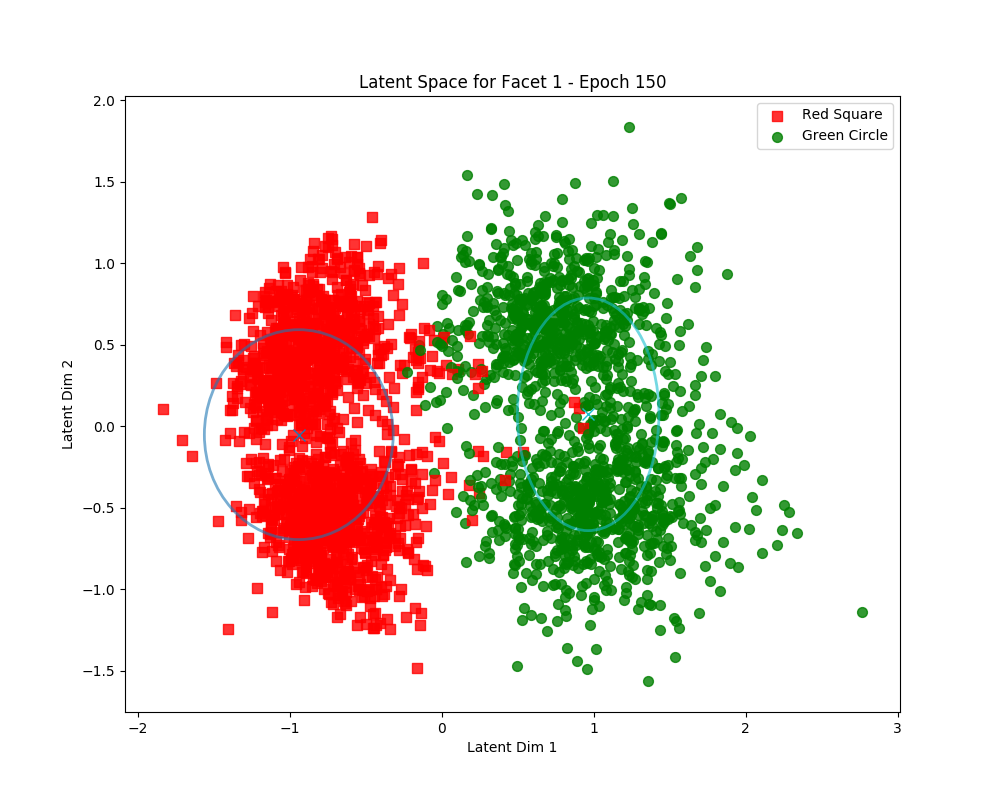 Latent Space for Facet 1 - Epoch 150
Red Square
Green Circle
2.0
1.5
1.0
0.5
0.0
−0.5
−1.0
−1.5
Latent Dim 2
−2
−1
0
1
2
3
Latent Dim 1